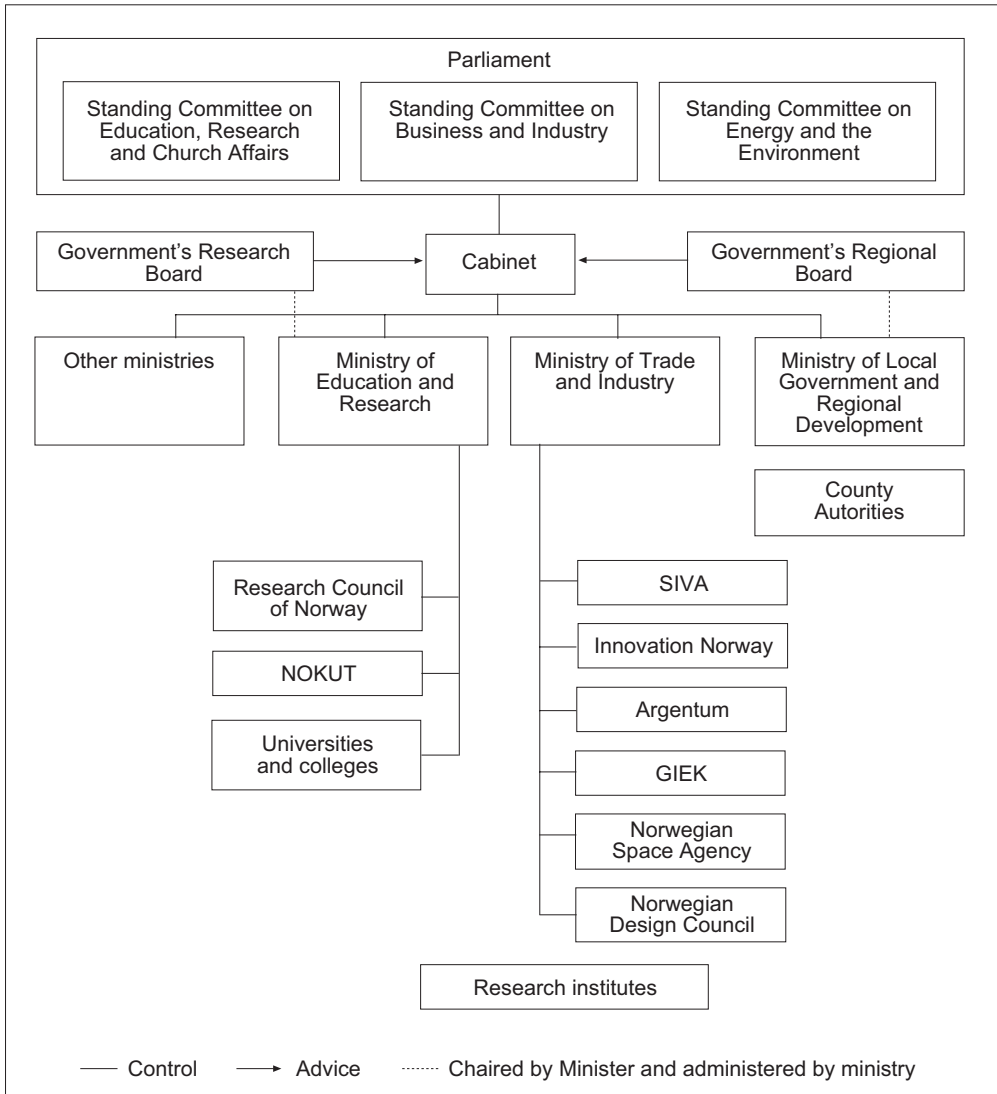 Parliament
Standing Committee on
Education, Research
and Church Affairs
Standing Committee on
Business and Industry
Standing Committee on
Energy and the
Environment
Government's Research
Board
Cabinet
Government's Regional
Board
Other ministries
Ministry of
Education and
Research
Ministry of Trade
and Industry
Ministry of Local
Government and
Regional
Development
County
Autorities
Research Council
of Norway
NOKUT
Universities
and colleges
SIVA
Innovation Norway
Argentum
GIEK
Norwegian
Space Agency
Norwegian
Design Council
Research institutes
Control
Advice
Chaired by Minister and administered by ministry